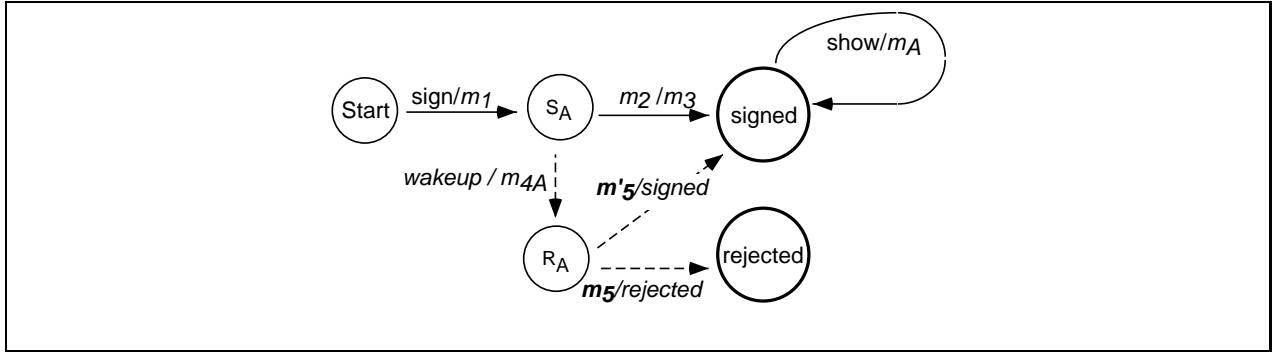 show/mA
Start
sign/m1
SA
m2 /m3
signed
wakeup / m4A
m'5/signed
RA
rejected
m5/rejected